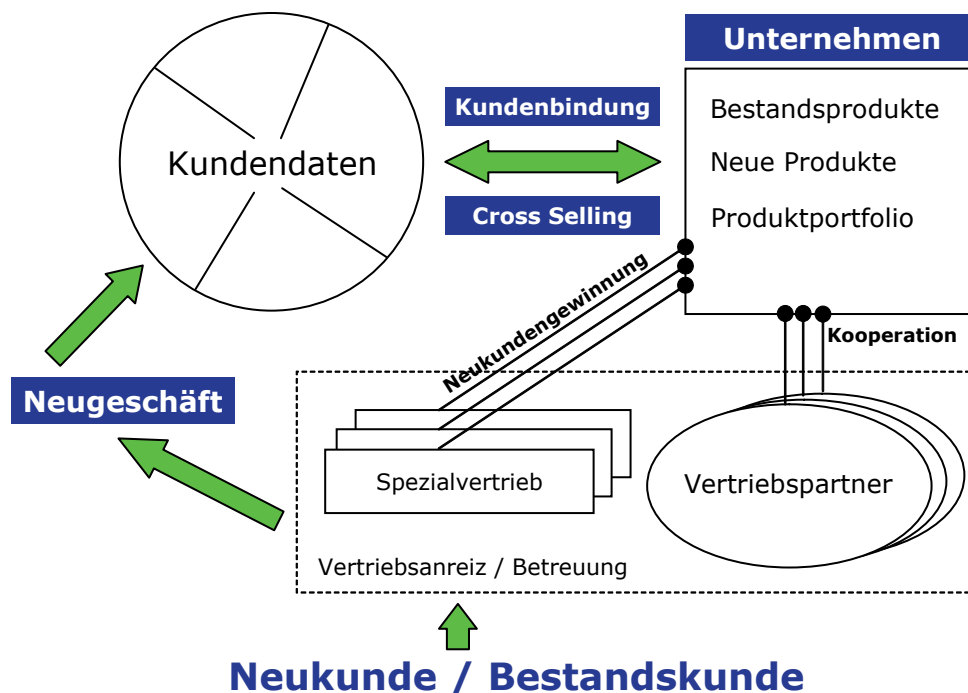 Unternehmen
Kundenbindung
Bestandsprodukte
Kundendaten
Neue Produkte
Cross Selling
Produktportfolio
Neukundengewinnung
Kooperation
Neugeschäft
Spezialvertrieb
Vertriebspartner
Vertriebsanreiz / Betreuung
Neukunde / Bestandskunde